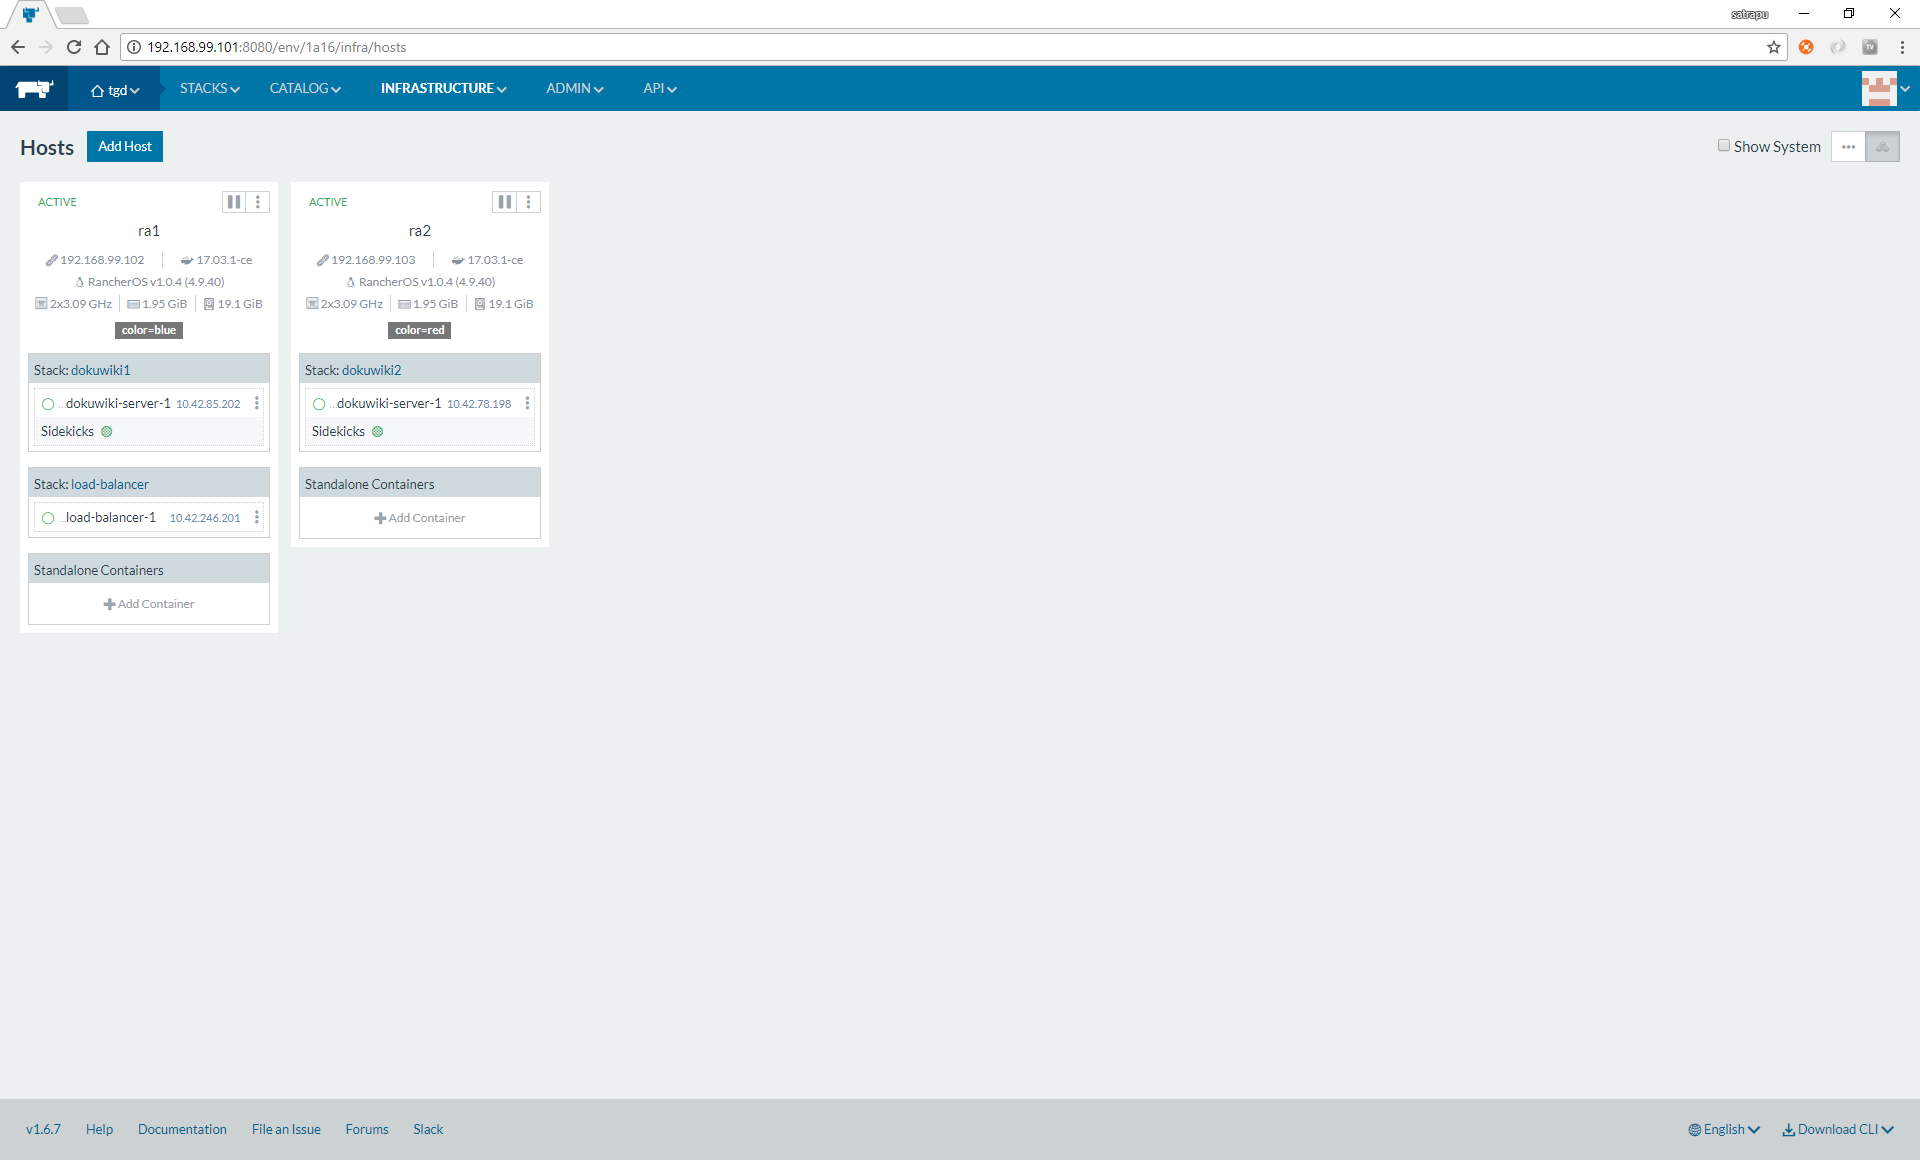 satrapu
192.168.99.101:8080/env/1a16/infra/hosts
TV
tgd STACKS CATALOG INFRASTRUCTURE ADMIN API
Hosts Add Host Show System
ACTIVE
ra1
192.168.99.102 17.03.1-ce
RancherOS v1.0.4 (4.9.40)
2x3.09 GHz 1.95 GiB 19.1 GiB
color=blue
Stack: dokuwiki1
...dokuwiki-server-1 10.42.85.202
Sidekicks
Stack: load-balancer
...load-balancer-1 10.42.246.201
Standalone Containers
Add Container
ACTIVE
ra2
192.168.99.103 17.03.1-ce
RancherOS v1.0.4 (4.9.40)
2x3.09 GHz 1.95 GiB 19.1 GiB
color=red
Stack: dokuwiki2
...dokuwiki-server-1 10.42.78.198
Sidekicks
Standalone Containers
Add Container
v1.6.7 Help Documentation File an Issue Forums Slack English Download CLI